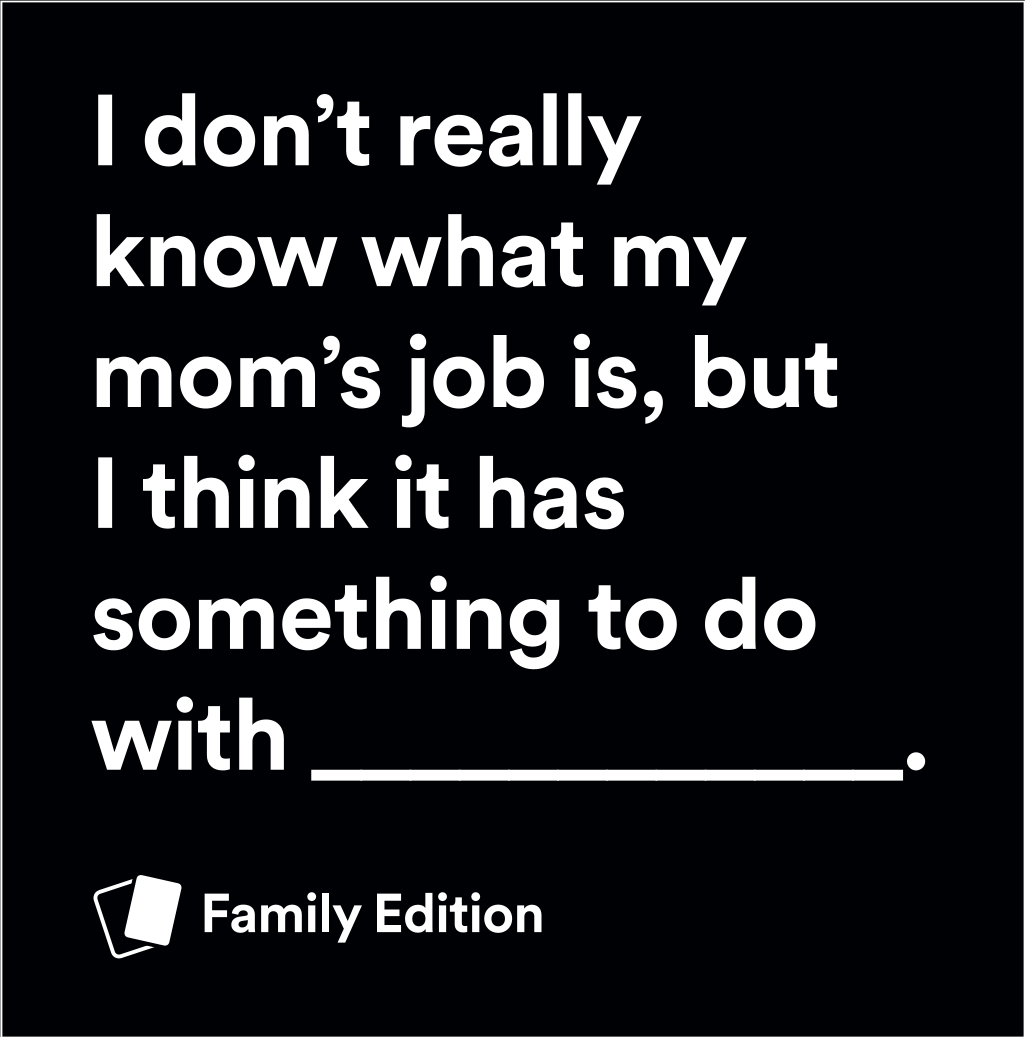 I don’t really
know what my
mom’s job is, but
I think it has
something to do
with ____________.
Family Edition